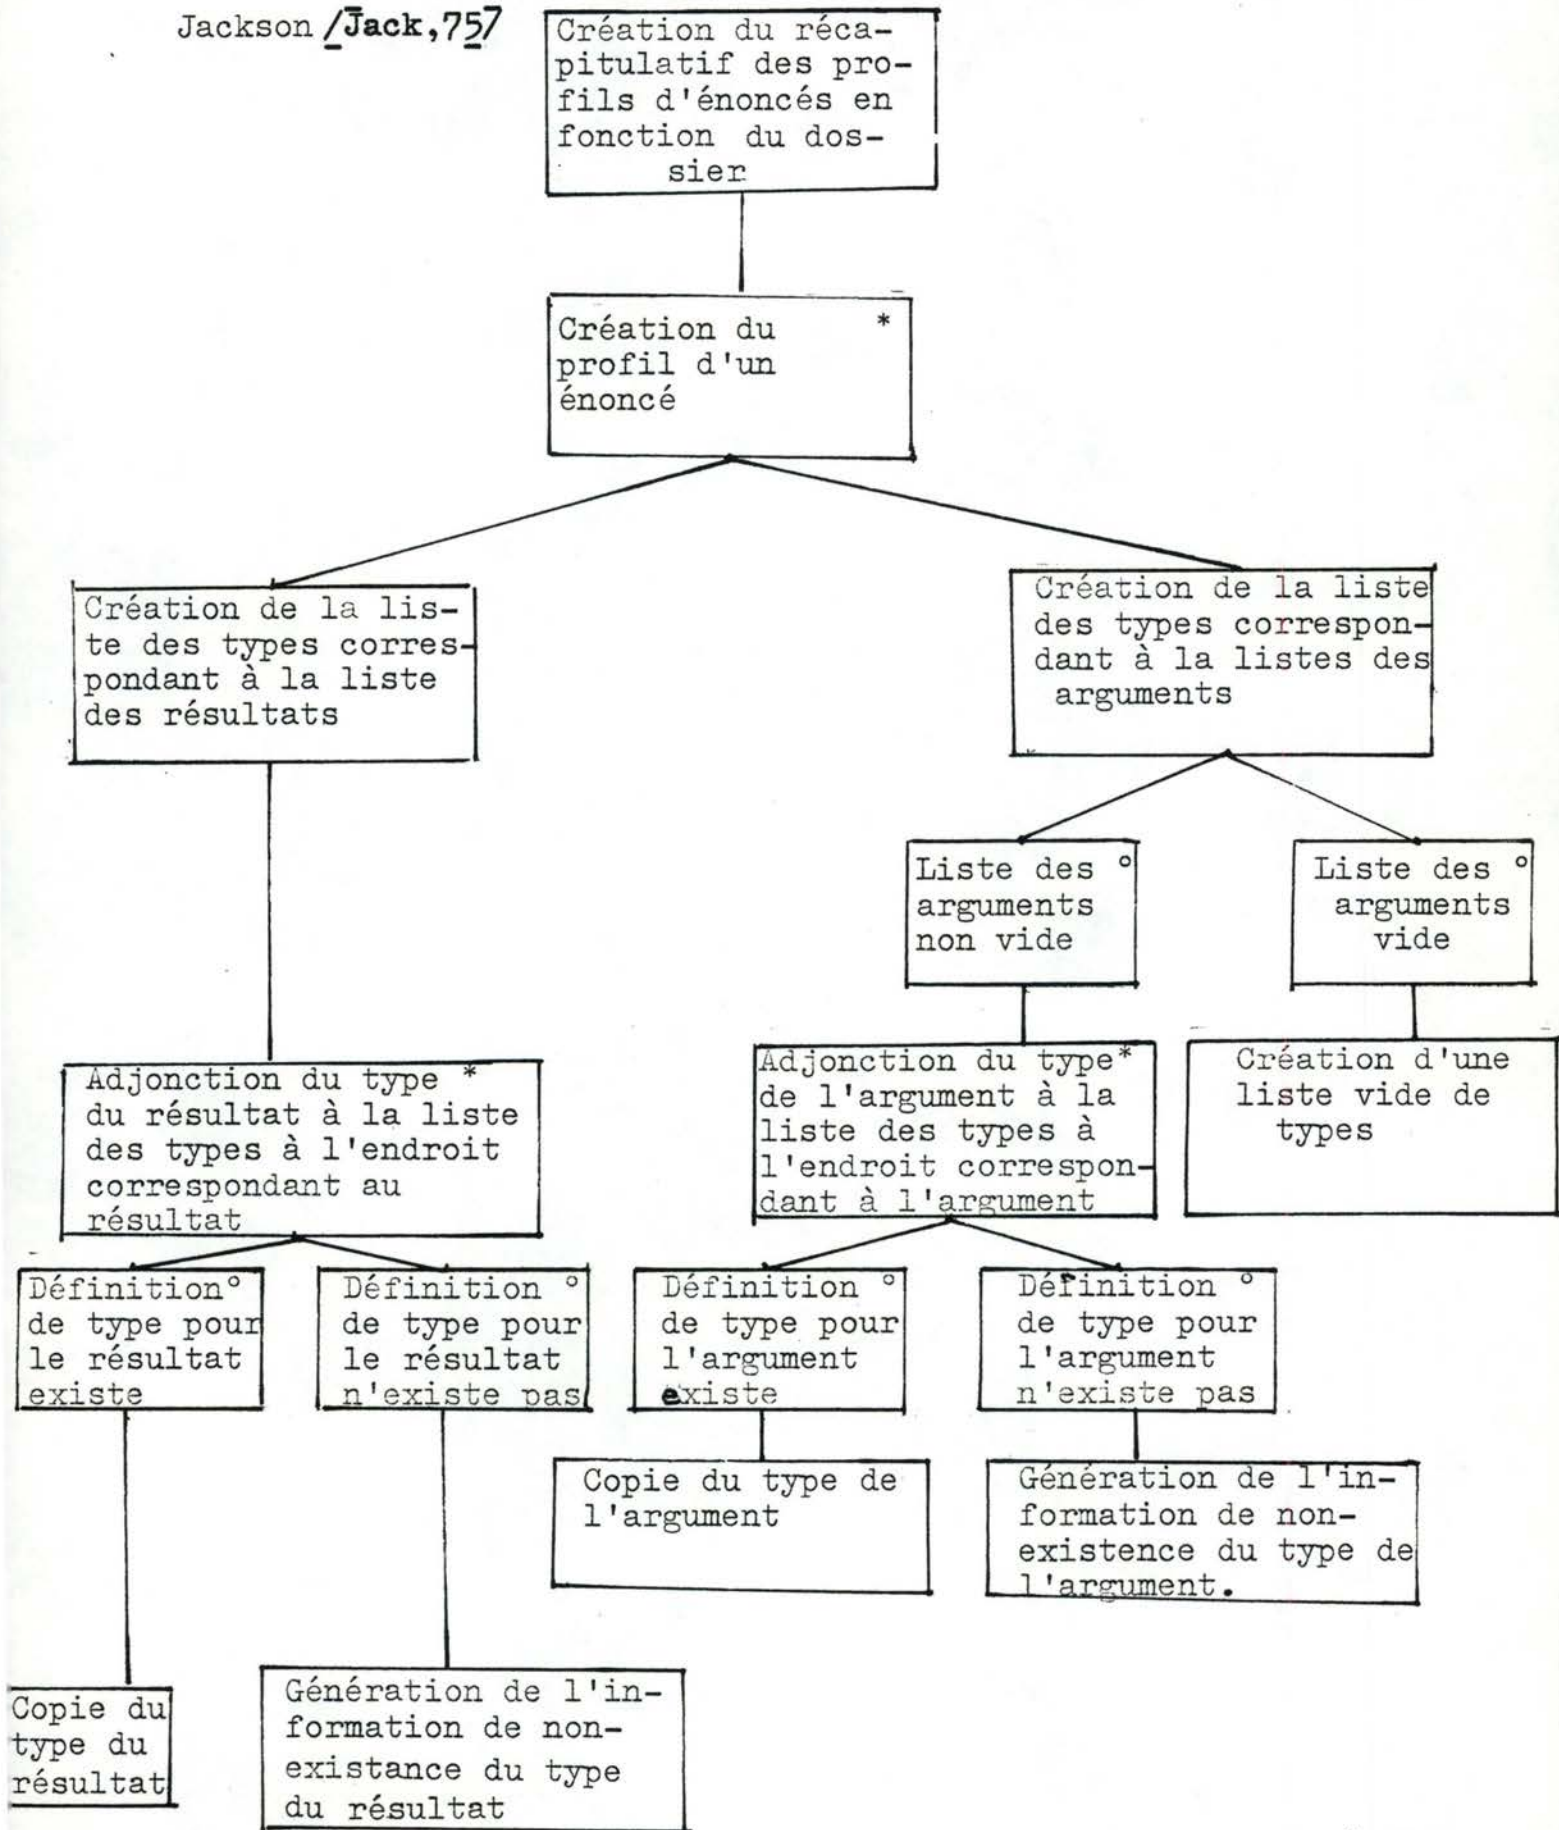 Jackson /Jack,757
Création du réca-
pitulatif des pro-
fils d'énoncés en
fonction du dos-
sier
Création du *
profil d'un
énoncé
Création de la lis-
te des types corres-
pondant à la liste
des résultats
Création de la liste
des types correspon-
dant à la listes des
arguments
Liste des °
arguments
non vide
Liste des °
arguments
vide
Adjonction du type *
du résultat à la liste
des types à l'endroit
correspondant au
résultat
Adjonction du type*
de l'argument à la
liste des types à
l'endroit correspon-
dant à l'argument
Création d'une
liste vide de
types
Définition°
de type pour
le résultat
existe
Définition °
de type pour
le résultat
n'existe pas
Définition °
de type pour
l'argument
existe
Définition °
de type pour
l'argument
n'existe pas
Copie du type de
l'argument
Génération de l'in-
formation de non-
existence du type de
l'argument.
Copie du
type du
résultat
Génération de l'in-
formation de non-
existance du type
du résultat